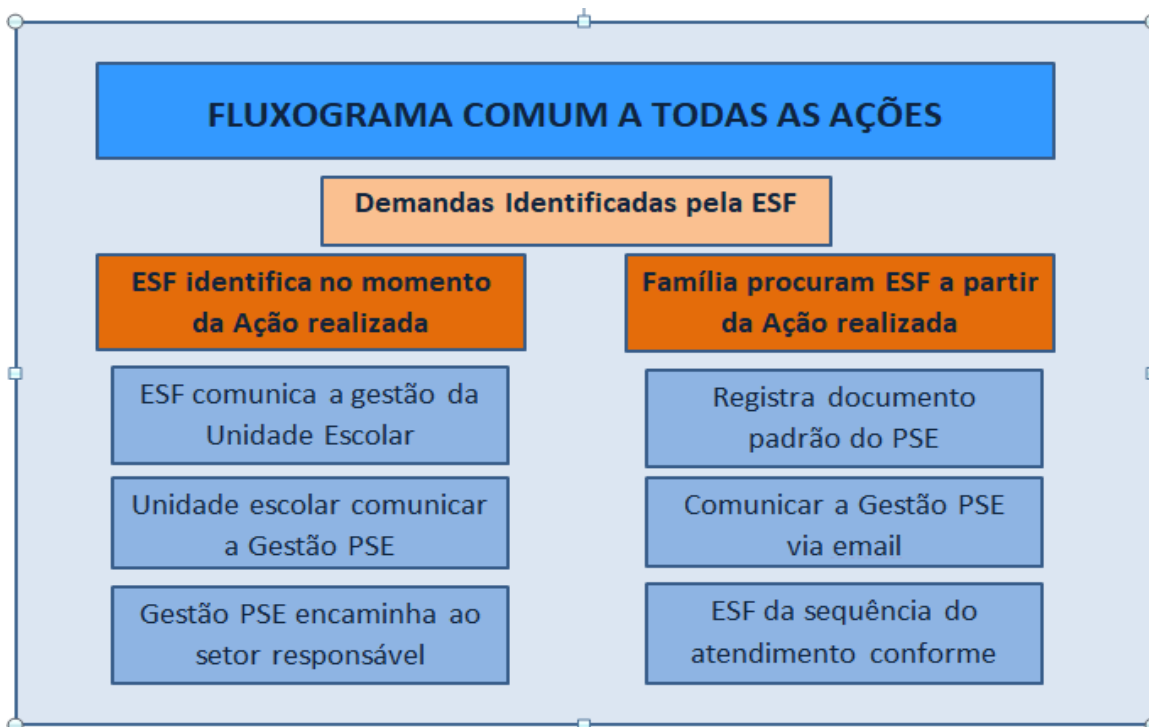 FLUXOGRAMA COMUM A TODAS AS AÇÕES
Demandas Identificadas pela ESF
ESF identifica no momento
da Ação realizada
ESF comunica a gestão da
Unidade Escolar
Unidade escolar comunicar
a Gestão PSE
Gestão PSE encaminha ao
setor responsável
Família procuram ESF a partir
da Ação realizada
Registra documento
padrão do PSE
Comunicar a Gestão PSE
via email
ESF da sequência do
atendimento conforme